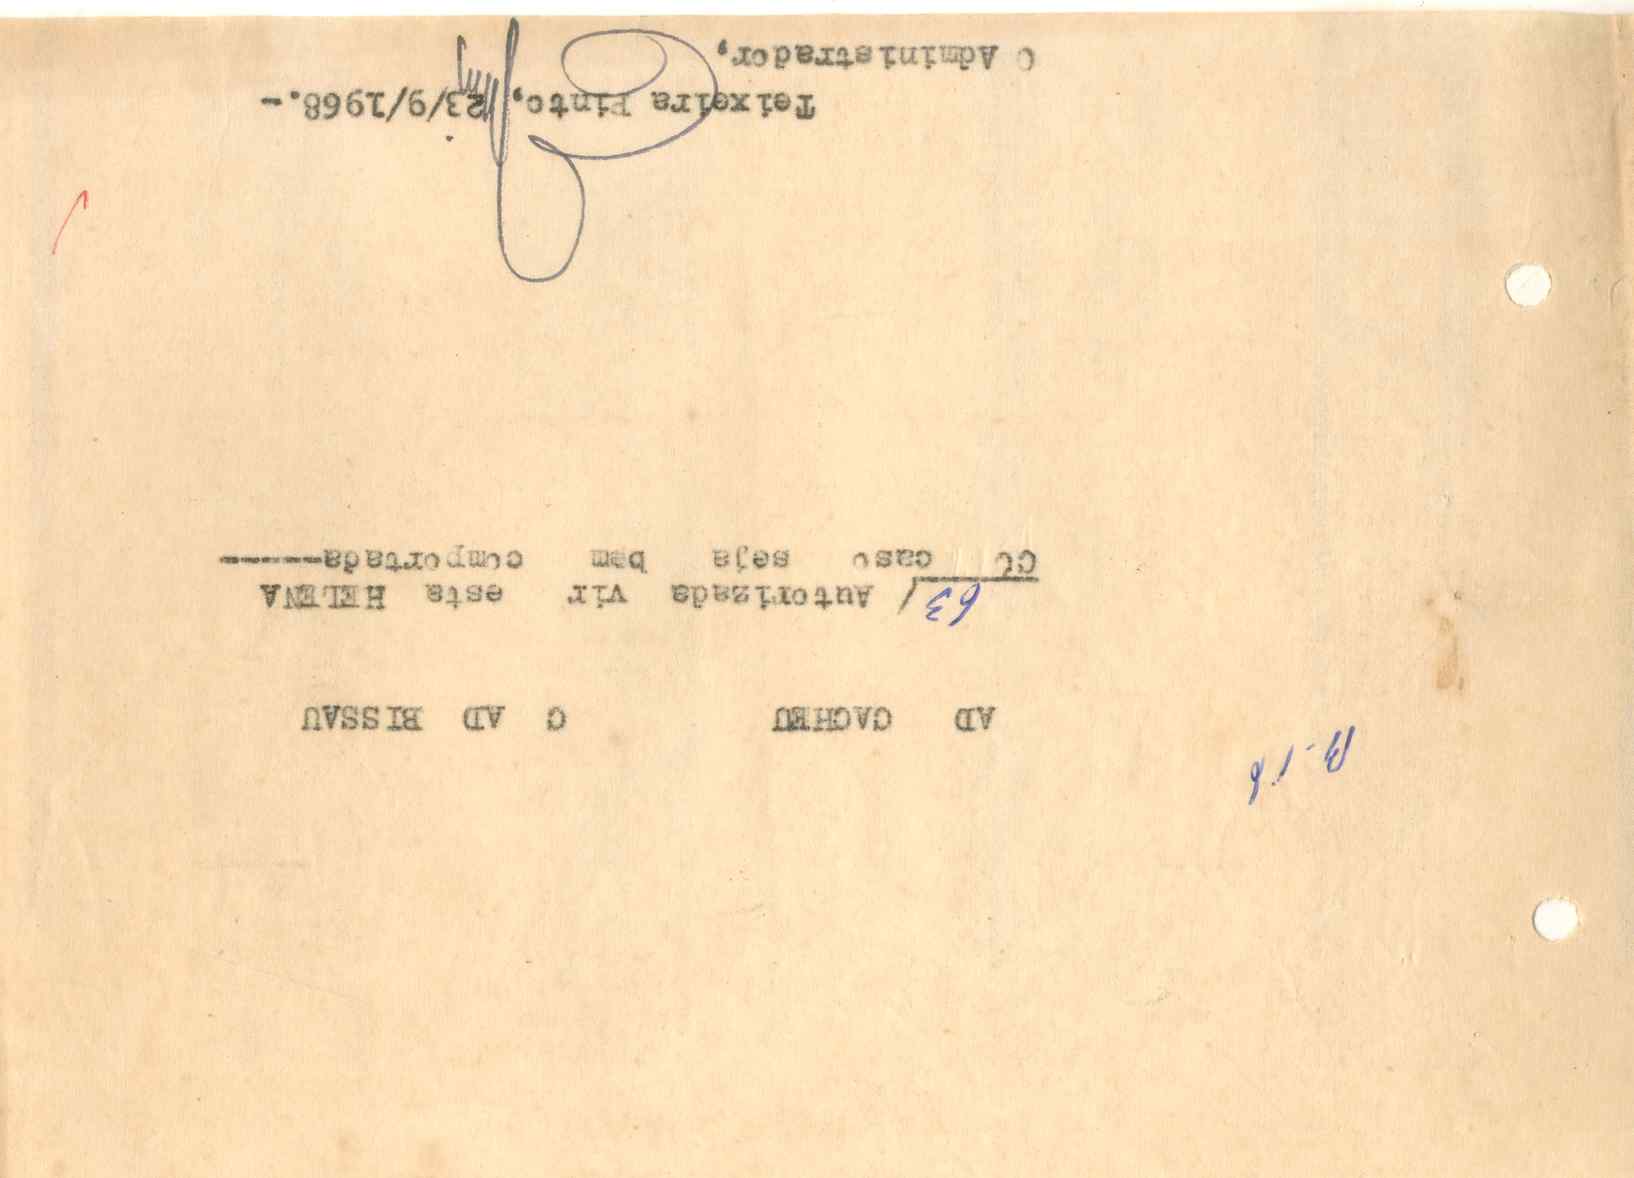 B-1/6
AD CACHEU C AD BISSAU
63/ Autorizada vir esta HELENA
CC caso seja bem comportada------
Teixeira Pinto, 23/9/1968.-
O Administrador,